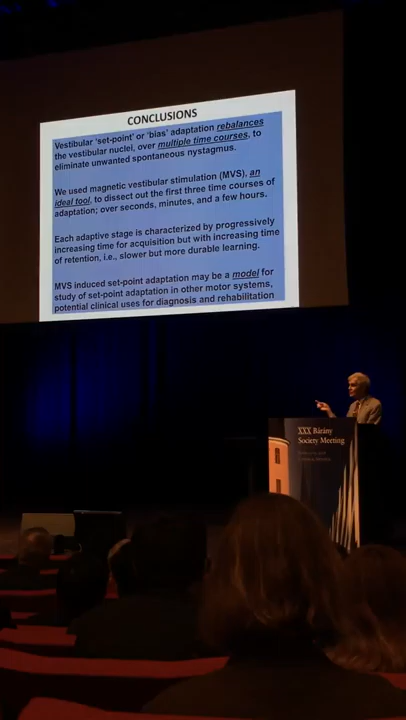 CONCLUSIONS
Vestibular 'set-point' or 'bias' adaptation rebalances
the vestibular nuclei, over multiple time courses, to
eliminate unwanted spontaneous nystagmus.
We used magnetic vestibular stimulation (MVS), an
ideal tool, to dissect out the first three time courses of
adaptation; over seconds, minutes, and a few hours.
Each adaptive stage is characterized by progressively
increasing time for acquisition but with increasing time
of retention, i.e., slower but more durable learning.
MVS induced set-point adaptation may be a model for
study of set-point adaptation in other motor systems,
potential clinical uses for diagnosis and rehabilitation
XXX Bárány
Society Meeting